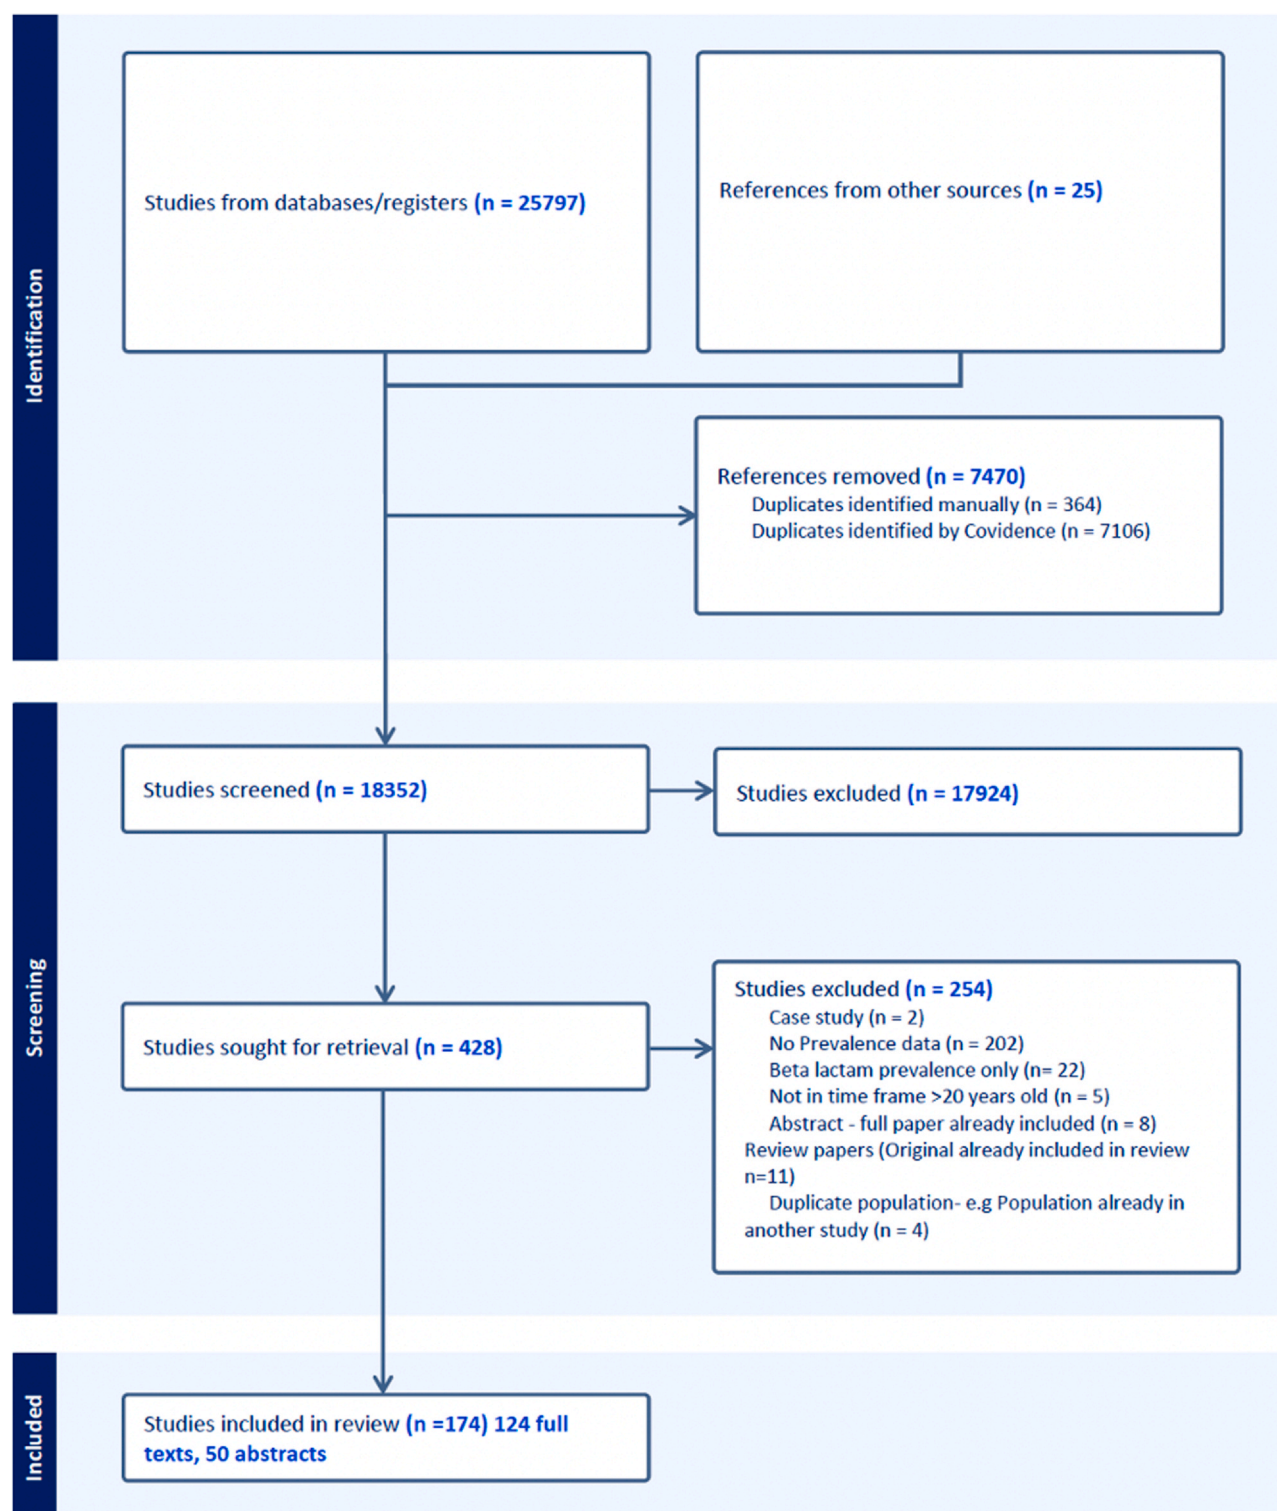 Identification
Studies from databases/registers (n = 25797)
References from other sources (n = 25)
References removed (n = 7470)
Duplicates identified manually (n = 364)
Duplicates identified by Covidence (n = 7106)
Screening
Studies screened (n = 18352)
Studies excluded (n = 17924)
Studies sought for retrieval (n = 428)
Studies excluded (n = 254)
Case study (n = 2)
No Prevalence data (n = 202)
Beta lactam prevalence only (n= 22)
Not in time frame >20 years old (n = 5)
Abstract - full paper already included (n = 8)
Review papers (Original already included in review
n=11)
Duplicate population- e.g Population already in
another study (n = 4)
Included
Studies included in review (n =174) 124 full
texts, 50 abstracts